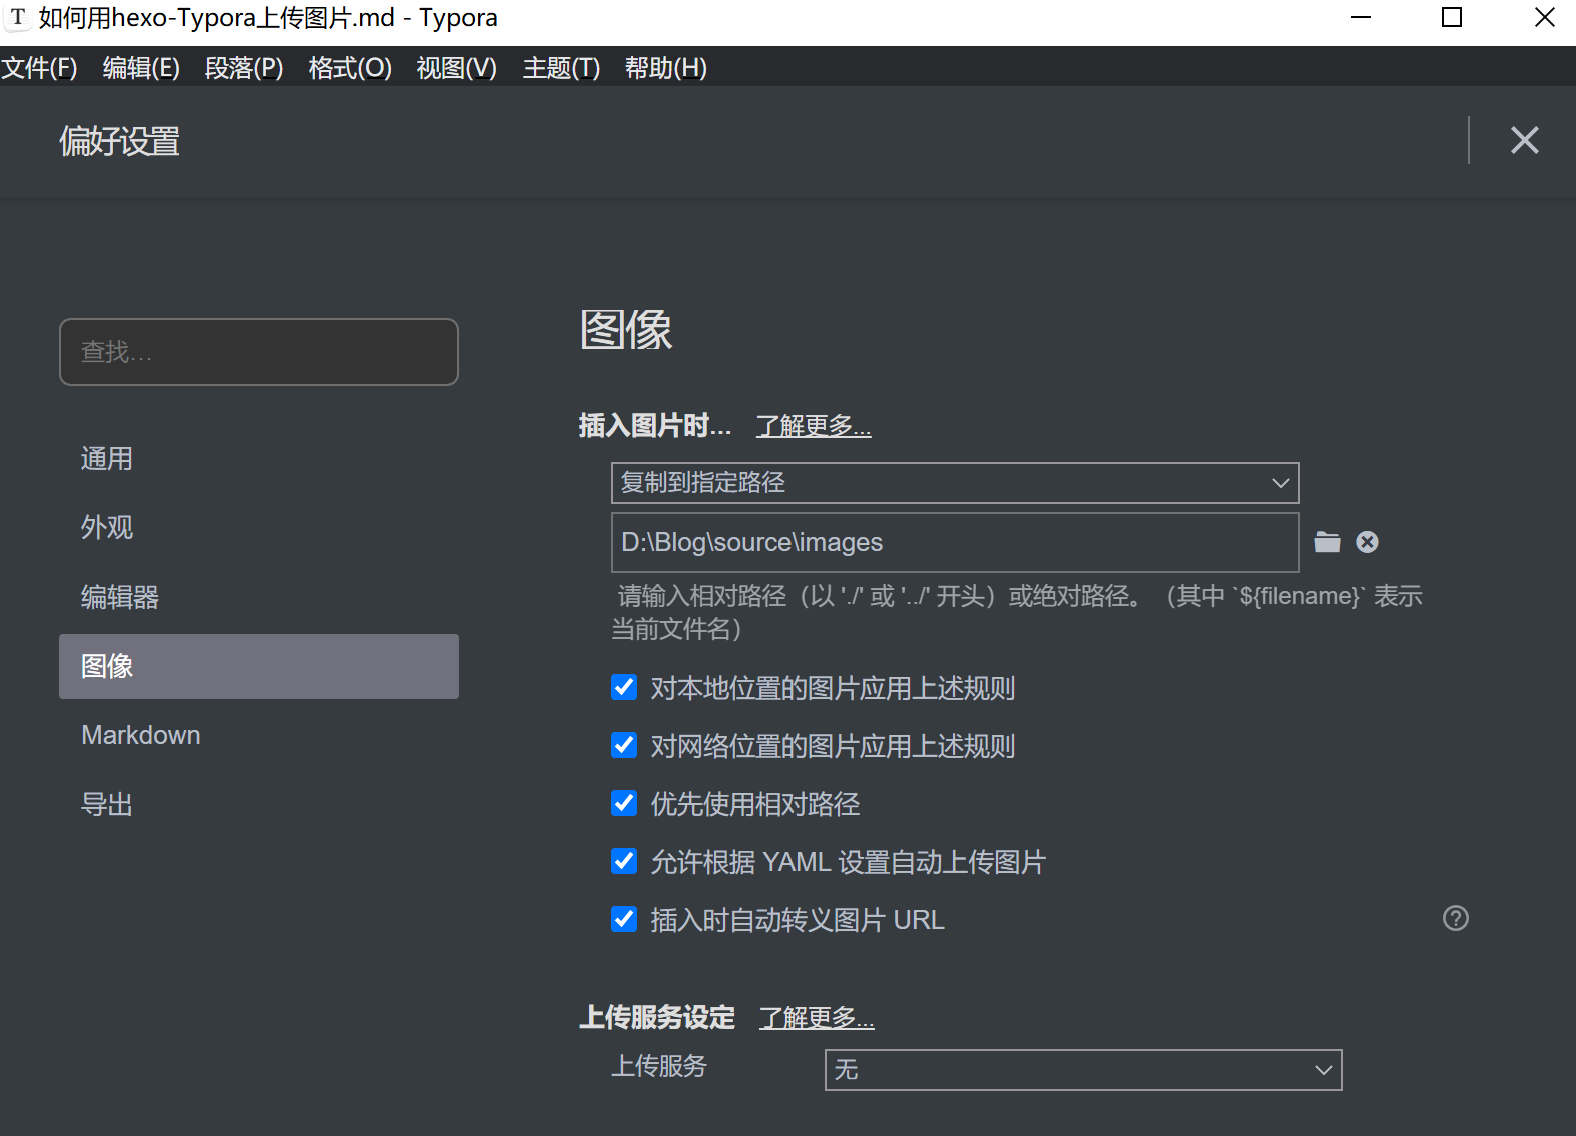 T 如何用hexo-Typora上传图片.md - Typora
文件(F) 编辑(E) 段落(P) 格式(O) 视图(V) 主题(T) 帮助(H)
偏好设置
查找...
通用
外观
编辑器
图像
Markdown
导出
图像
插入图片时... 了解更多...
复制到指定路径
D:\Blog\source\images
请输入相对路径（以 './' 或 '../' 开头）或绝对路径。（其中 `${filename}` 表示
当前文件名）
对本地位置的图片应用上述规则
对网络位置的图片应用上述规则
优先使用相对路径
允许根据 YAML 设置自动上传图片
插入时自动转义图片 URL
上传服务设定 了解更多...
上传服务 无